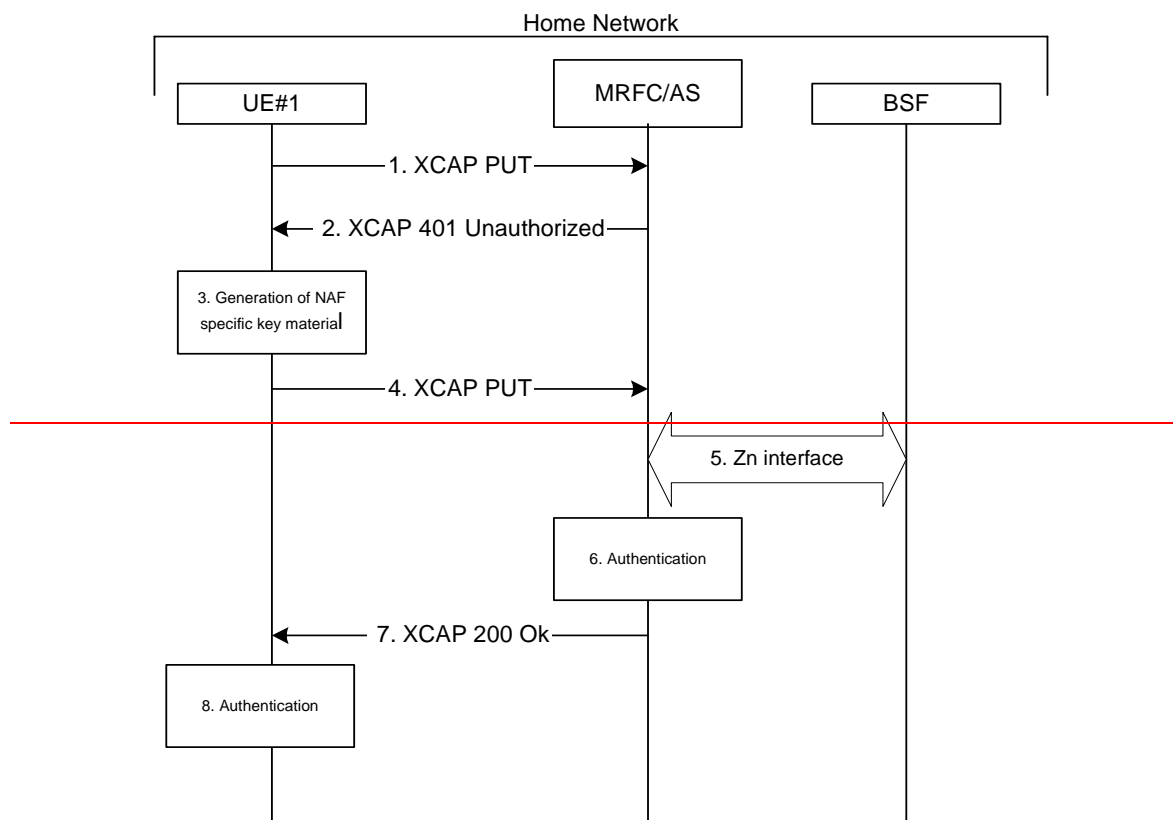 Home Network
UE#1
MRFC/AS
BSF
1. XCAP PUT
2. XCAP 401 Unauthorized
3. Generation of NAF
specific key material
4. XCAP PUT
5. Zn interface
6. Authentication
7. XCAP 200 Ok
8. Authentication